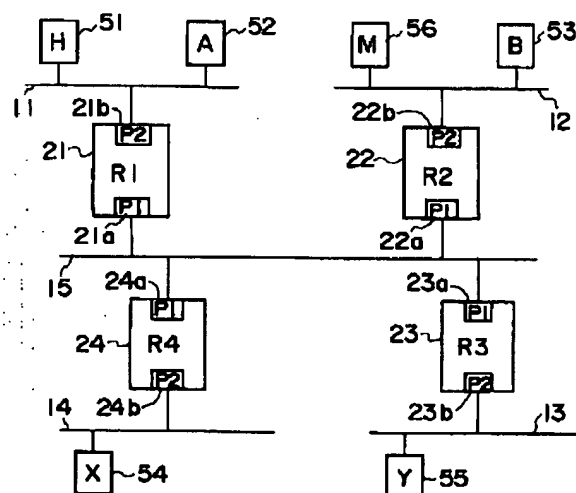 H 51 A 52 M 56 B 53
11 21b P2 22b P2 12
21 R1 22 R2
P1 21a P1 22a
15 24a P1 23a P1
24 R4 23 R3
14 24b P2 23b P2 13
X 54 Y 55